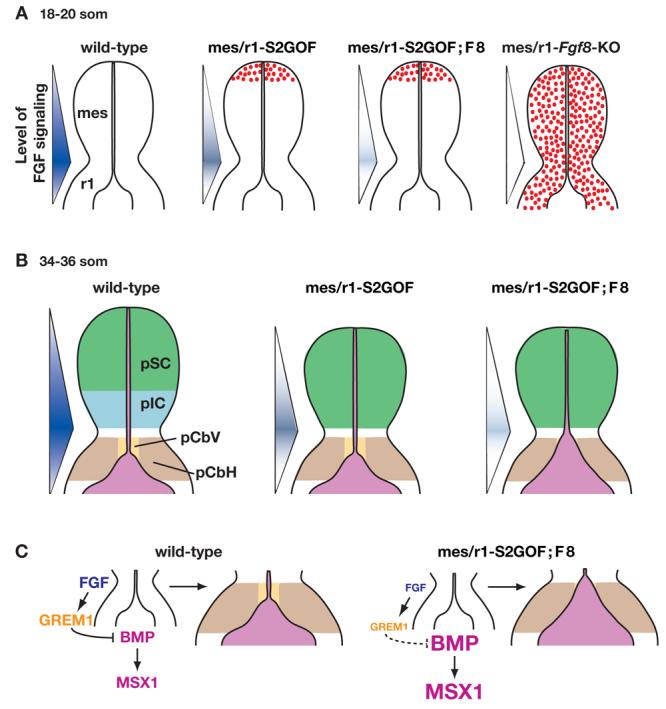 A 18-20 som
wild-type mes/r1-S2GOF mes/r1-S2GOF;F8 mes/r1-Fgf8-KO
Level of
FGF signaling
mes
r1
B 34-36 som
wild-type mes/r1-S2GOF mes/r1-S2GOF;F8
pSC
pIC
pCbV
pCbH
C wild-type mes/r1-S2GOF;F8
FGF
GREM1
BMP
MSX1
FGF
GREM1
BMP
MSX1